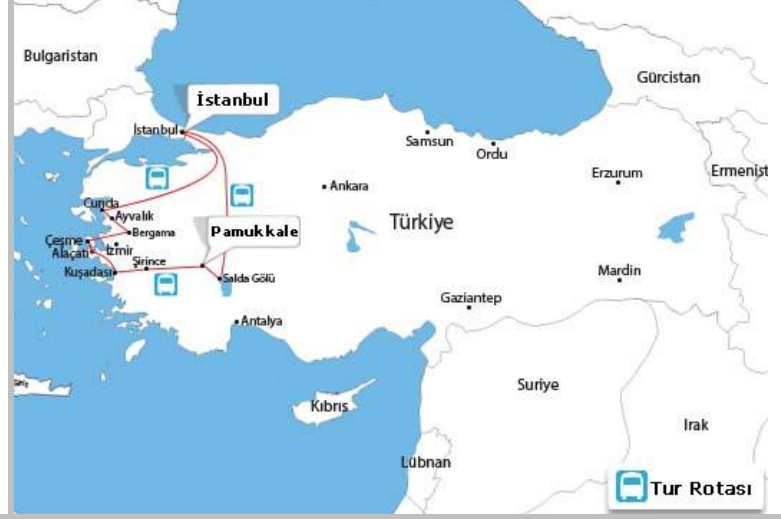 Bulgaristan
Gürcistan
İstanbul
İstanbul
Samsun
Ordu
Erzurum
Ermenist
Ankara
Cunda
Ayvalık
Türkiye
Bergama
Pamukkale
Çeşme
İzmir
Alaçatı
Şirince
Kuşadası
Salda Gölü
Mardin
Gaziantep
Antalya
Suriye
Kıbrıs
Irak
Lübnan
Tur Rotası